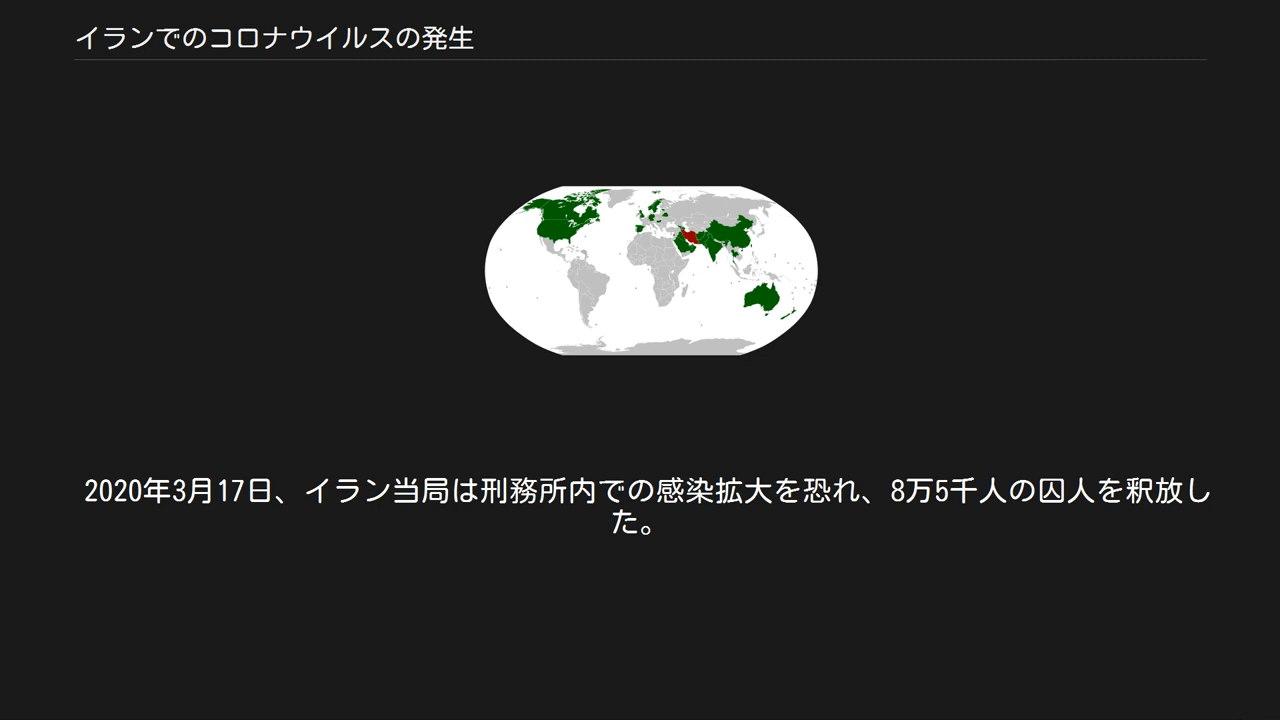 イランでのコロナウイルスの発生
2020年3月17日、イラン当局は刑務所内での感染拡大を恐れ、8万5千人の囚人を釈放し
た。